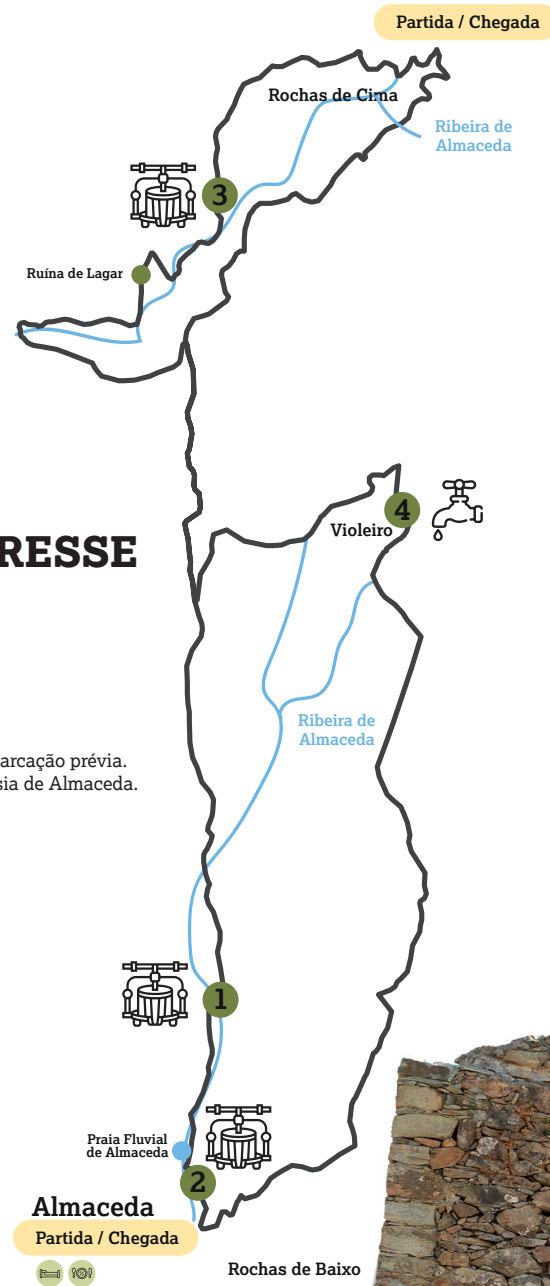 Partida / Chegada
Rochas de Cima
Ribeira de
Almaceda
3
Ruína de Lagar
4
Violeiro
RESSE
Ribeira de
Almaceda
arcação prévia.
sia de Almaceda.
1
Praia Fluvial
de Almaceda
2
Almaceda
Partida / Chegada
Rochas de Baixo